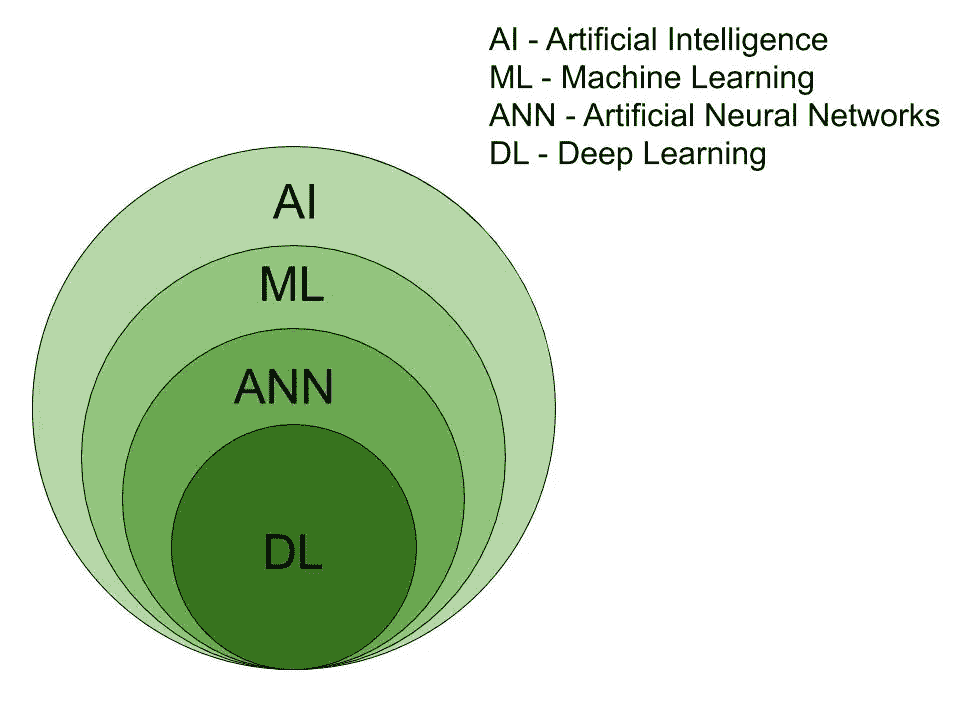 AI - Artificial Intelligence
ML - Machine Learning
ANN - Artificial Neural Networks
DL - Deep Learning
AI
ML
ANN
DL